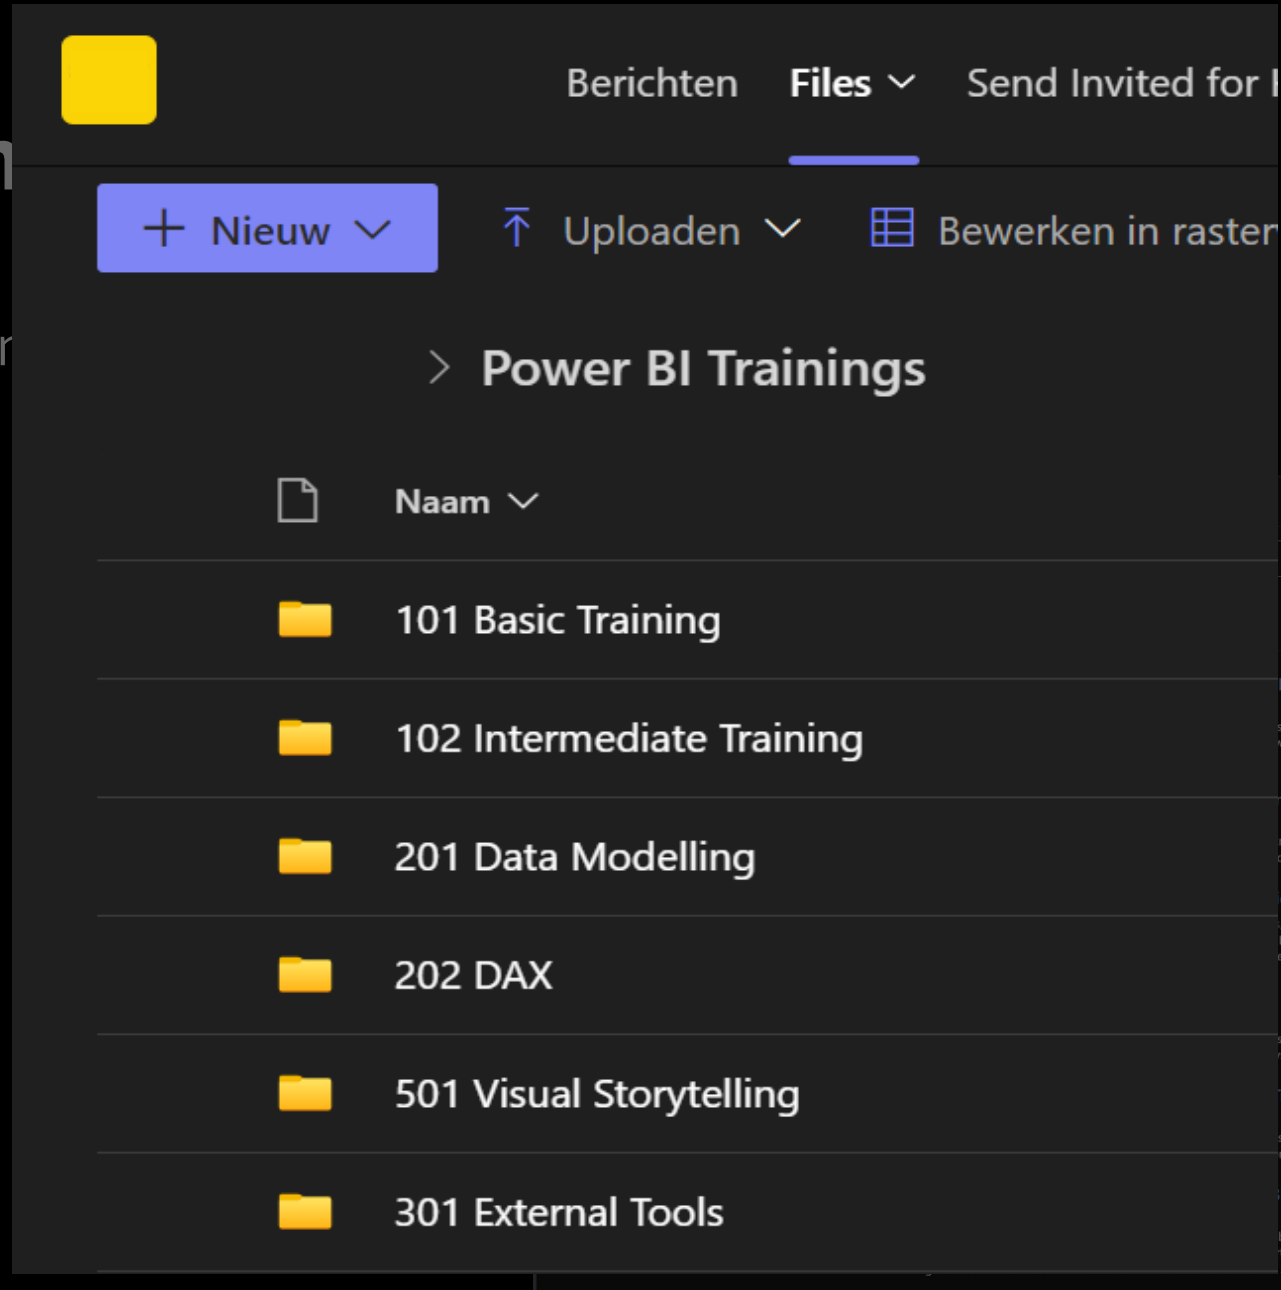 Berichten Files Send Invited for
Nieuw Uploaden Bewerken in raster
Power BI Trainings
Naam
101 Basic Training
102 Intermediate Training
201 Data Modelling
202 DAX
501 Visual Storytelling
301 External Tools